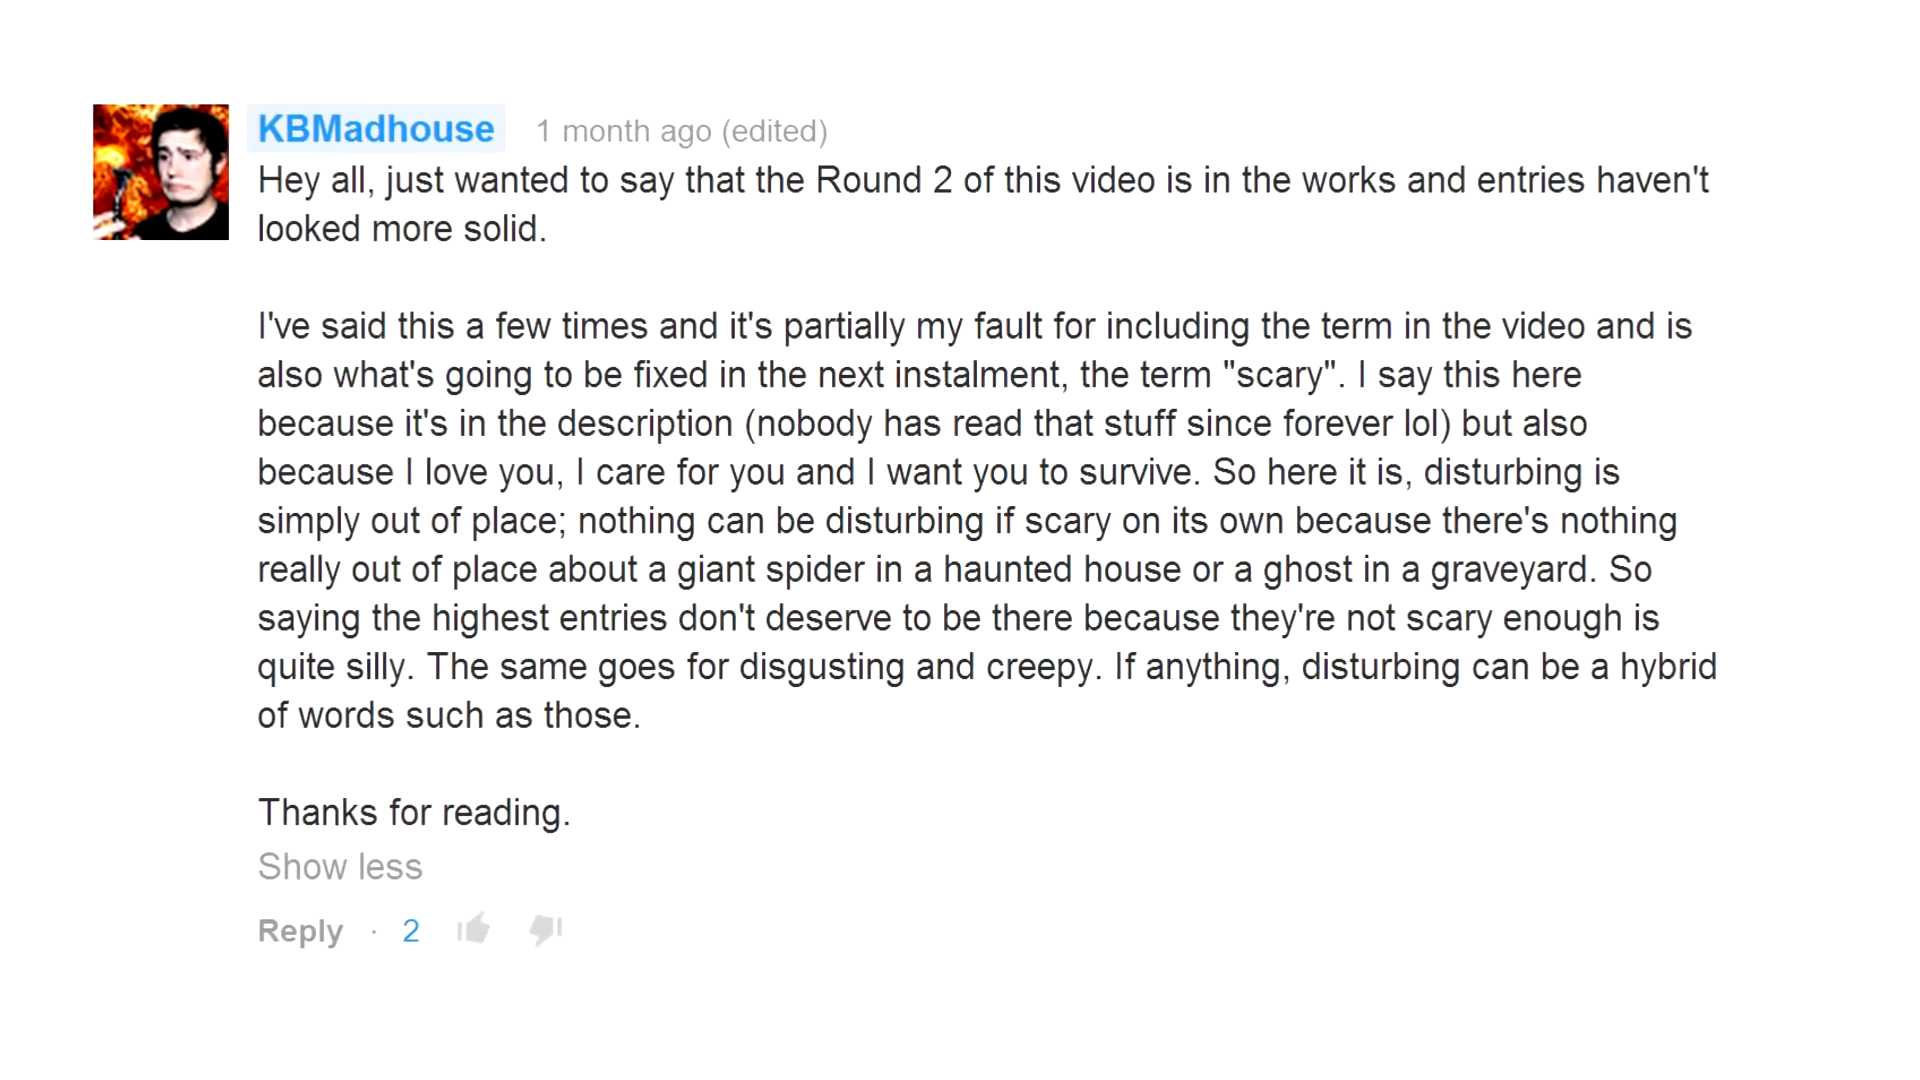 KBMadhouse 1 month ago (edited)
Hey all, just wanted to say that the Round 2 of this video is in the works and entries haven't
looked more solid.
I've said this a few times and it's partially my fault for including the term in the video and is
also what's going to be fixed in the next instalment, the term "scary". I say this here
because it's in the description (nobody has read that stuff since forever lol) but also
because I love you, I care for you and I want you to survive. So here it is, disturbing is
simply out of place; nothing can be disturbing if scary on its own because there's nothing
really out of place about a giant spider in a haunted house or a ghost in a graveyard. So
saying the highest entries don't deserve to be there because they're not scary enough is
quite silly. The same goes for disgusting and creepy. If anything, disturbing can be a hybrid
of words such as those.
Thanks for reading.
Show less
Reply · 2